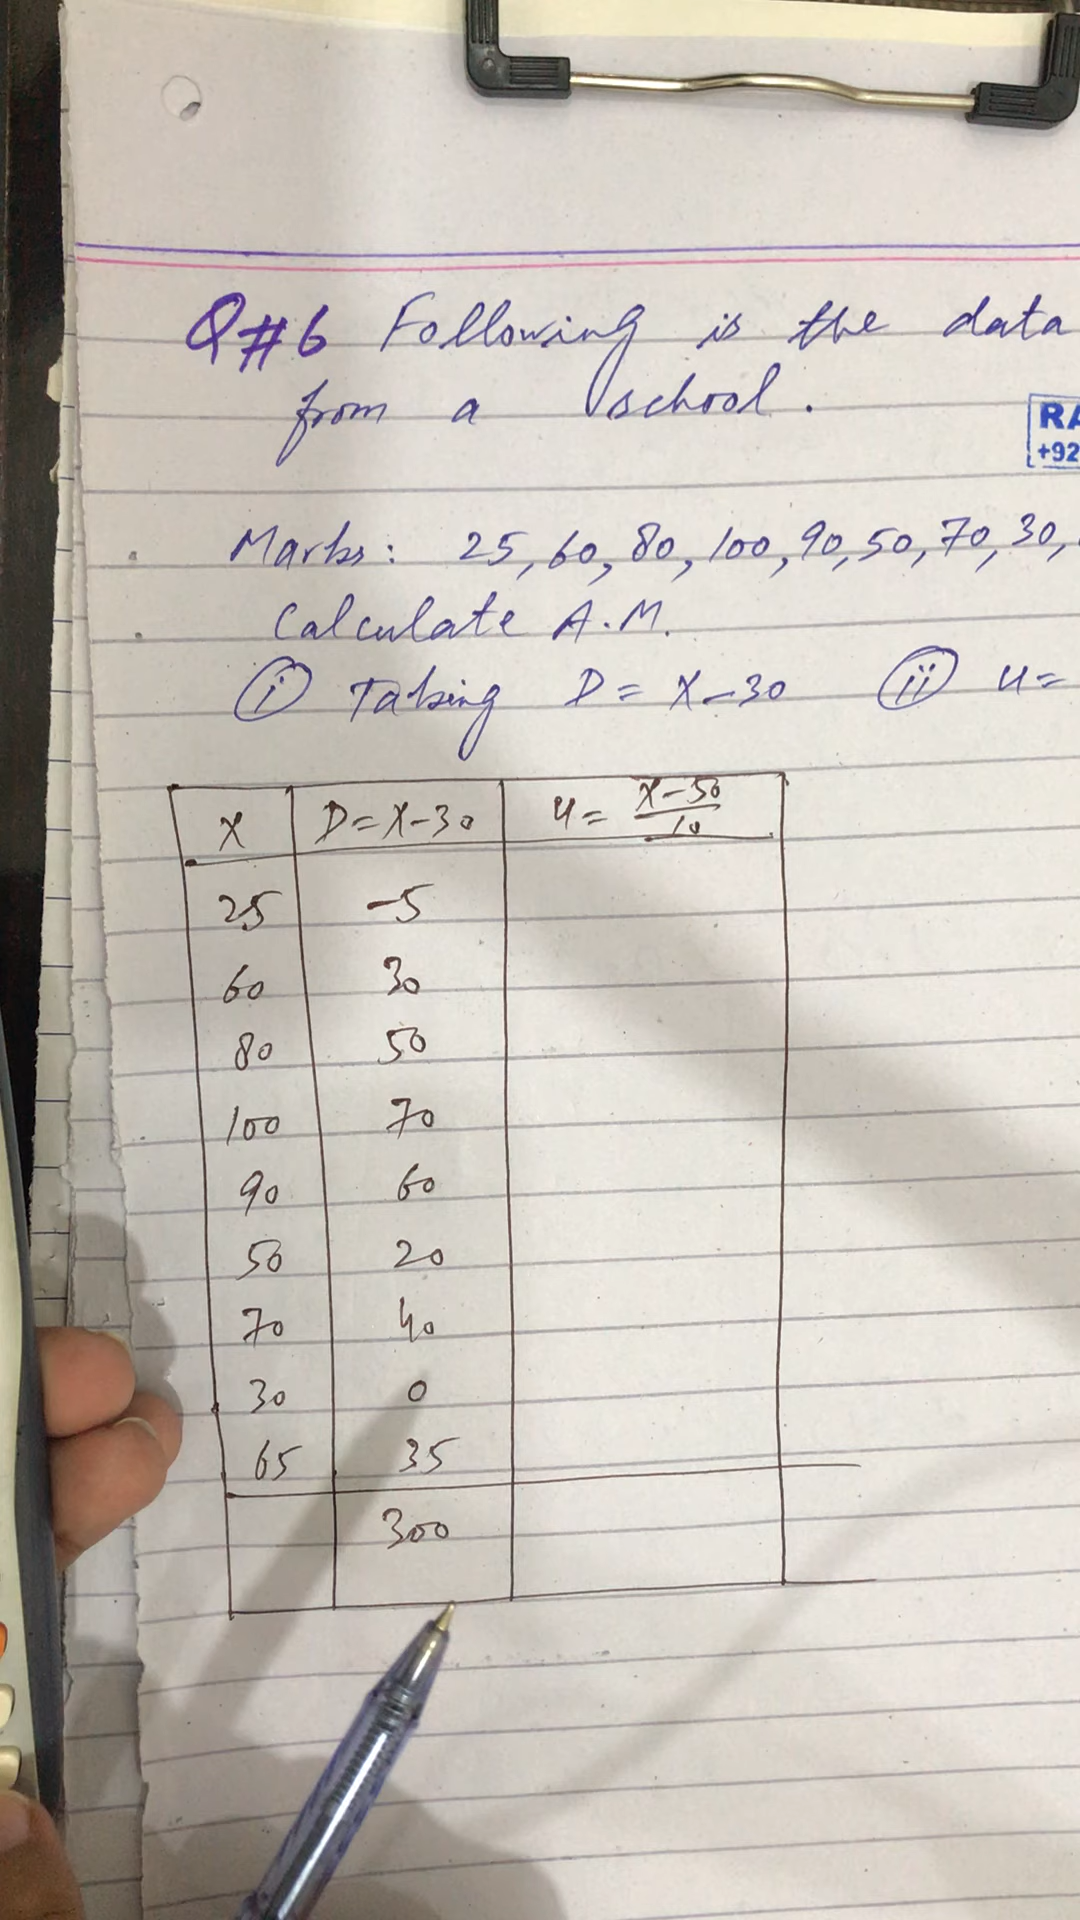 Q#6 Following is the data
from a school.
RA
+92
Marks: 25, 60, 80, 100, 90, 50, 70, 30,
Calculate A.M.
(i) Taking D = X-30 (ii) u=
X D=X-30 u= X-50/10
25 -5
60 30
80 50
100 70
90 60
50 20
70 40
30 0
65 35
300